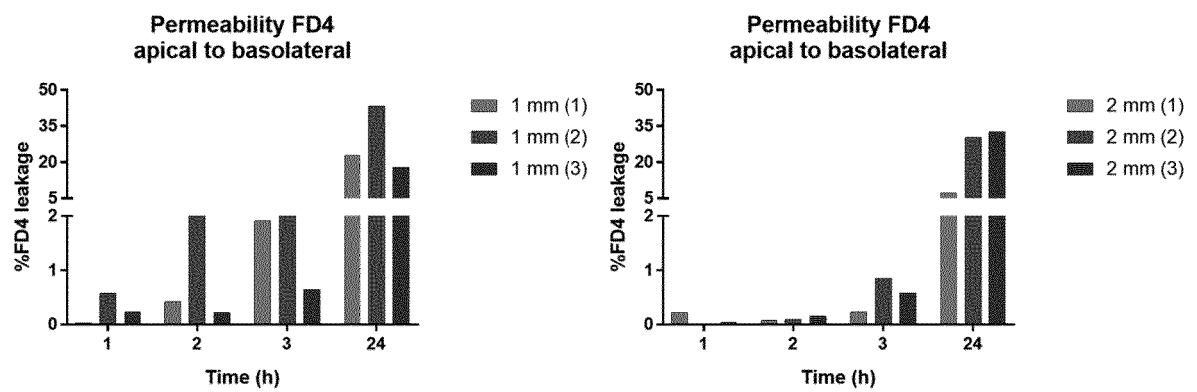 Permeability FD4
apical to basolateral
%FD4 leakage
50
35
20
5
2
1
0
1
2
3
24
Time (h)
1 mm (1)
1 mm (2)
1 mm (3)
Permeability FD4
apical to basolateral
%FD4 leakage
50
35
20
5
2
1
0
1
2
3
24
Time (h)
2 mm (1)
2 mm (2)
2 mm (3)